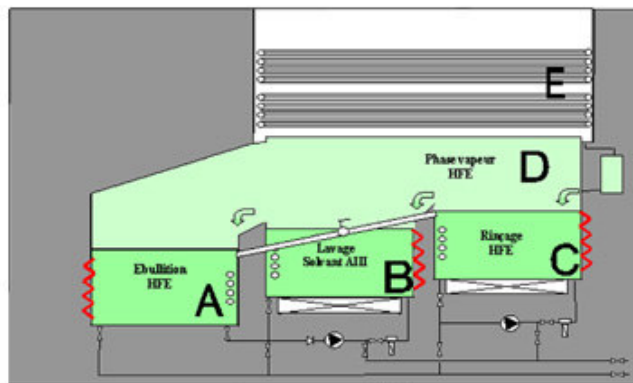 E
Phase vapeur
HFE
D
Ebullition
HFE
A
Lavage
Solvant AIII
B
Rinçage
HFE
C